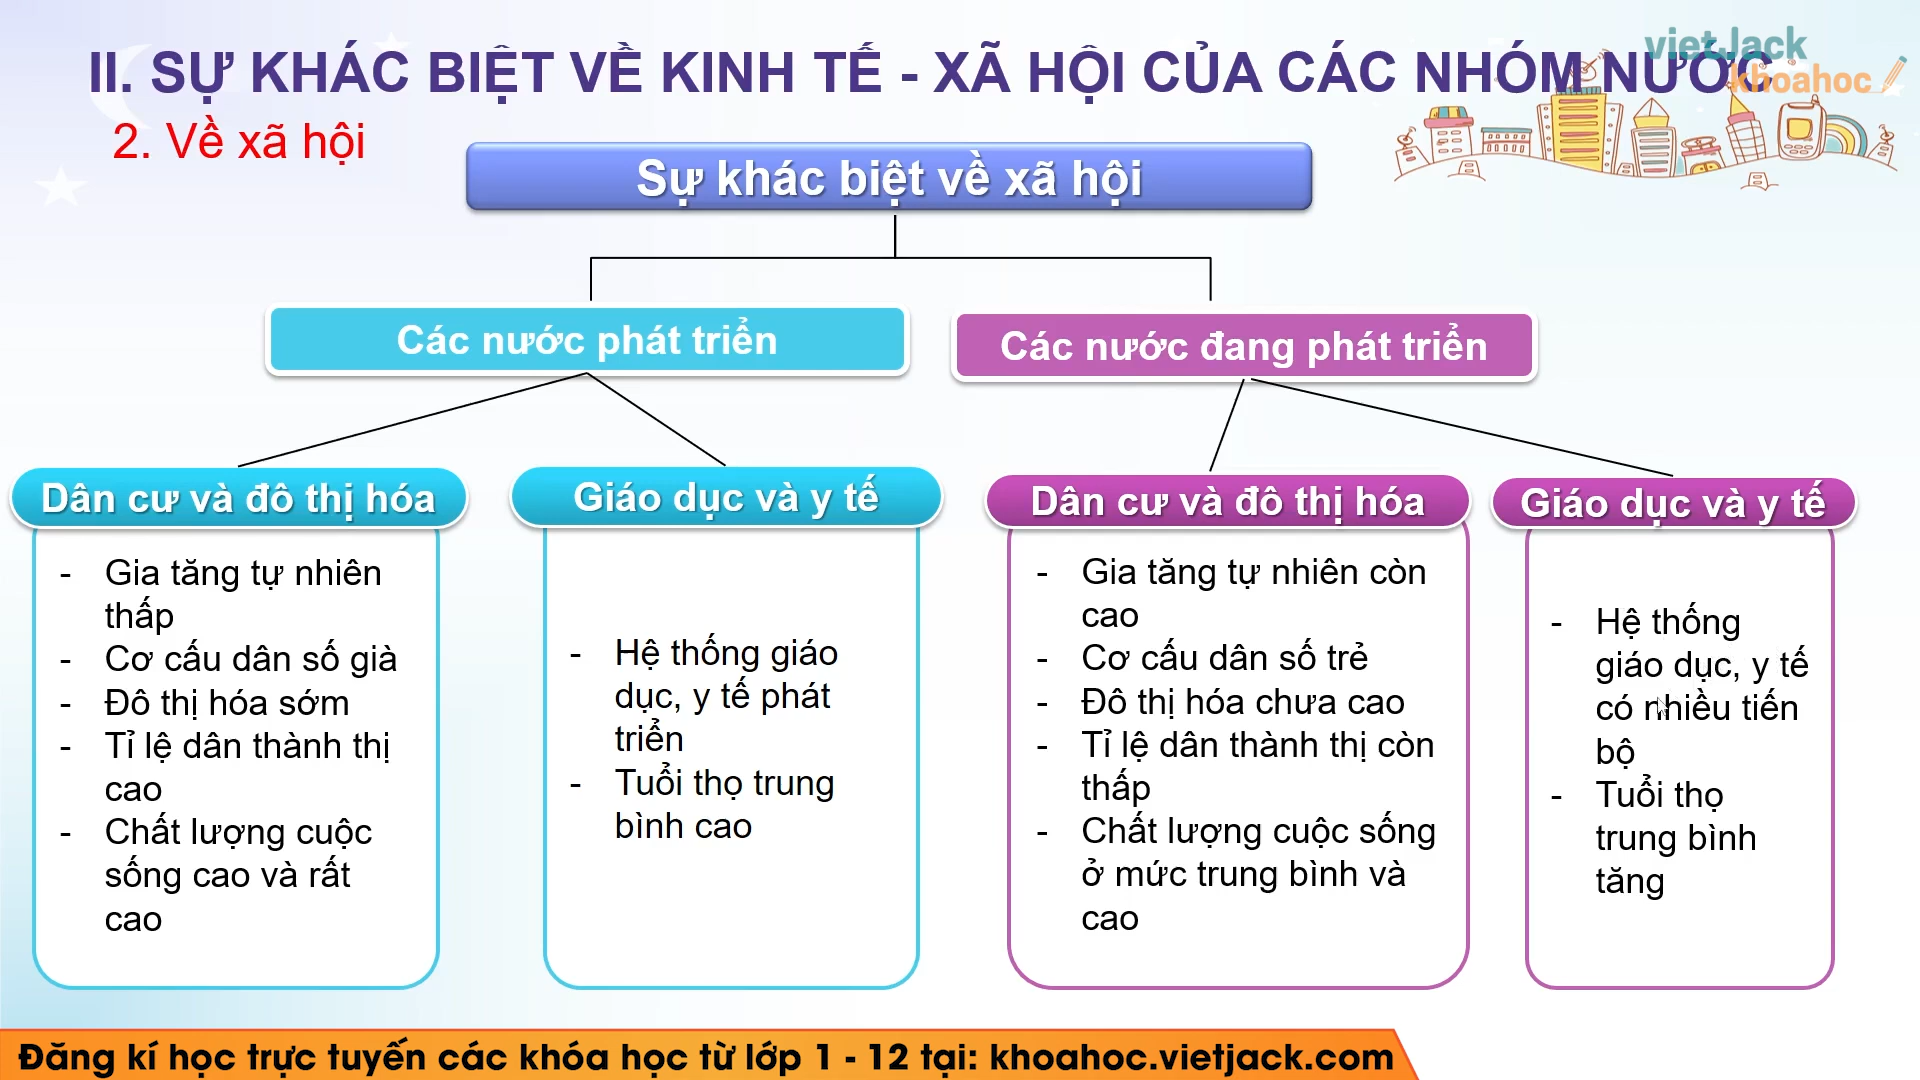 II. SỰ KHÁC BIỆT VỀ KINH TẾ - XÃ HỘI CỦA CÁC NHÓM NƯỚC
vietJack
khoahoc
2. Về xã hội
Sự khác biệt về xã hội
Các nước phát triển
Các nước đang phát triển
Dân cư và đô thị hóa
- Gia tăng tự nhiên
thấp
- Cơ cấu dân số già
- Đô thị hóa sớm
- Tỉ lệ dân thành thị
cao
- Chất lượng cuộc
sống cao và rất
cao
Giáo dục và y tế
- Hệ thống giáo
dục, y tế phát
triển
- Tuổi thọ trung
bình cao
Dân cư và đô thị hóa
- Gia tăng tự nhiên còn
cao
- Cơ cấu dân số trẻ
- Đô thị hóa chưa cao
- Tỉ lệ dân thành thị còn
thấp
- Chất lượng cuộc sống
ở mức trung bình và
cao
Giáo dục và y tế
- Hệ thống
giáo dục, y tế
có nhiều tiến
bộ
- Tuổi thọ
trung bình
tăng
Đăng kí học trực tuyến các khóa học từ lớp 1 - 12 tại: khoahoc.vietjack.com